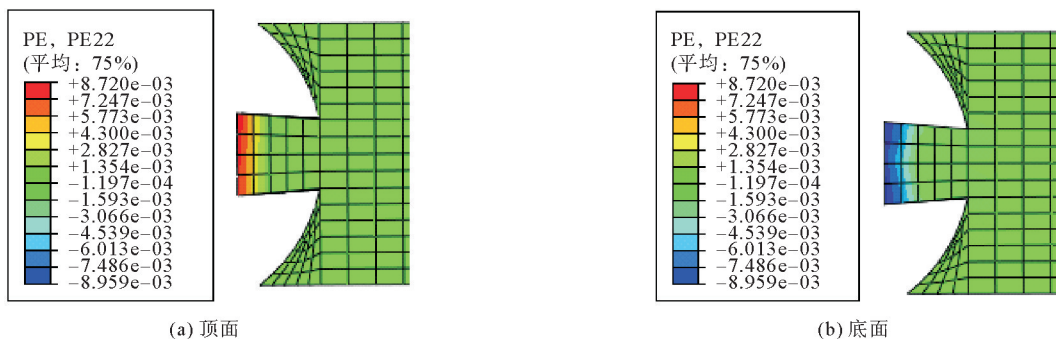 PE, PE22
(平均: 75%)
+8.720e−03
+7.247e−03
+5.773e−03
+4.300e−03
+2.827e−03
+1.354e−03
−1.197e−04
−1.593e−03
−3.066e−03
−4.539e−03
−6.013e−03
−7.486e−03
−8.959e−03
(a) 顶面
PE, PE22
(平均: 75%)
+8.720e−03
+7.247e−03
+5.773e−03
+4.300e−03
+2.827e−03
+1.354e−03
−1.197e−04
−1.593e−03
−3.066e−03
−4.539e−03
−6.013e−03
−7.486e−03
−8.959e−03
(b) 底面